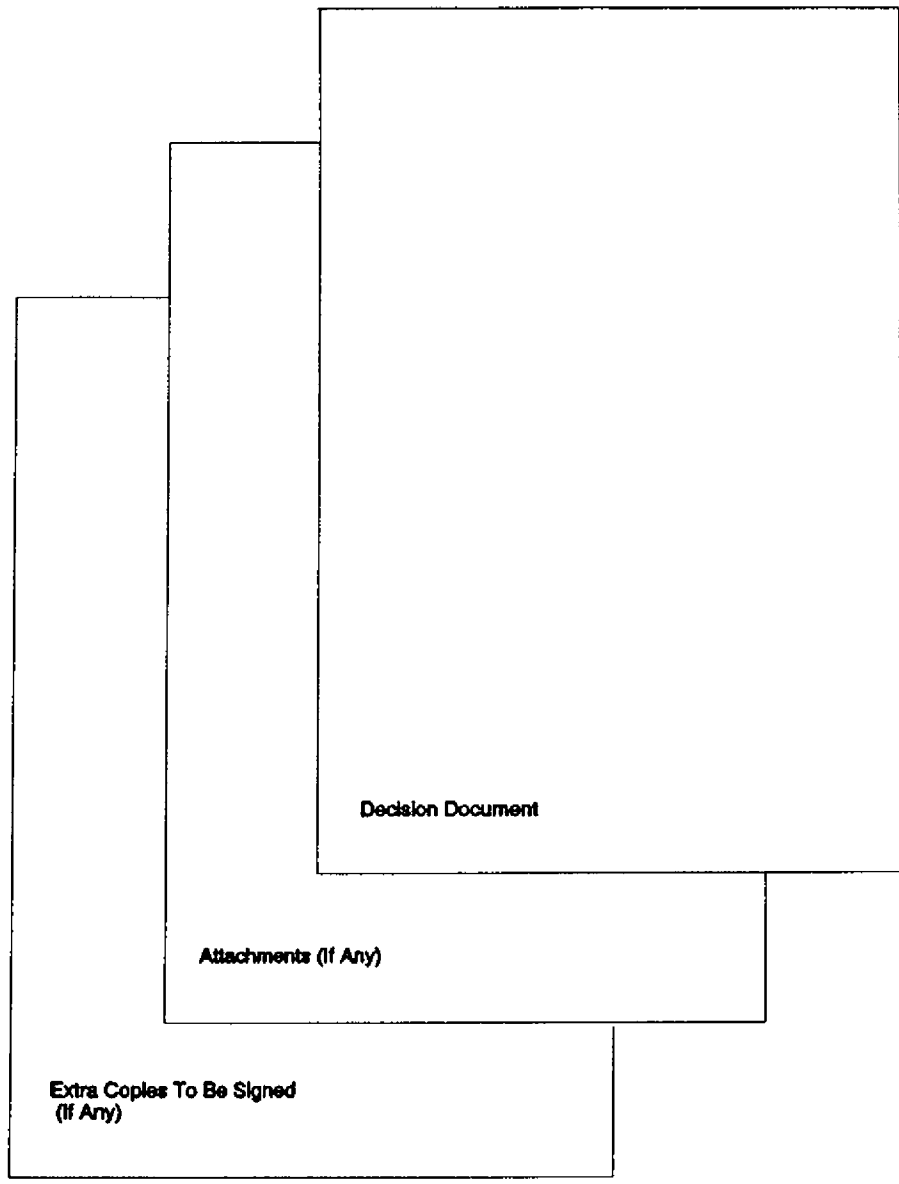 Decision Document
Attachments (If Any)
Extra Copies To Be Signed
(If Any)